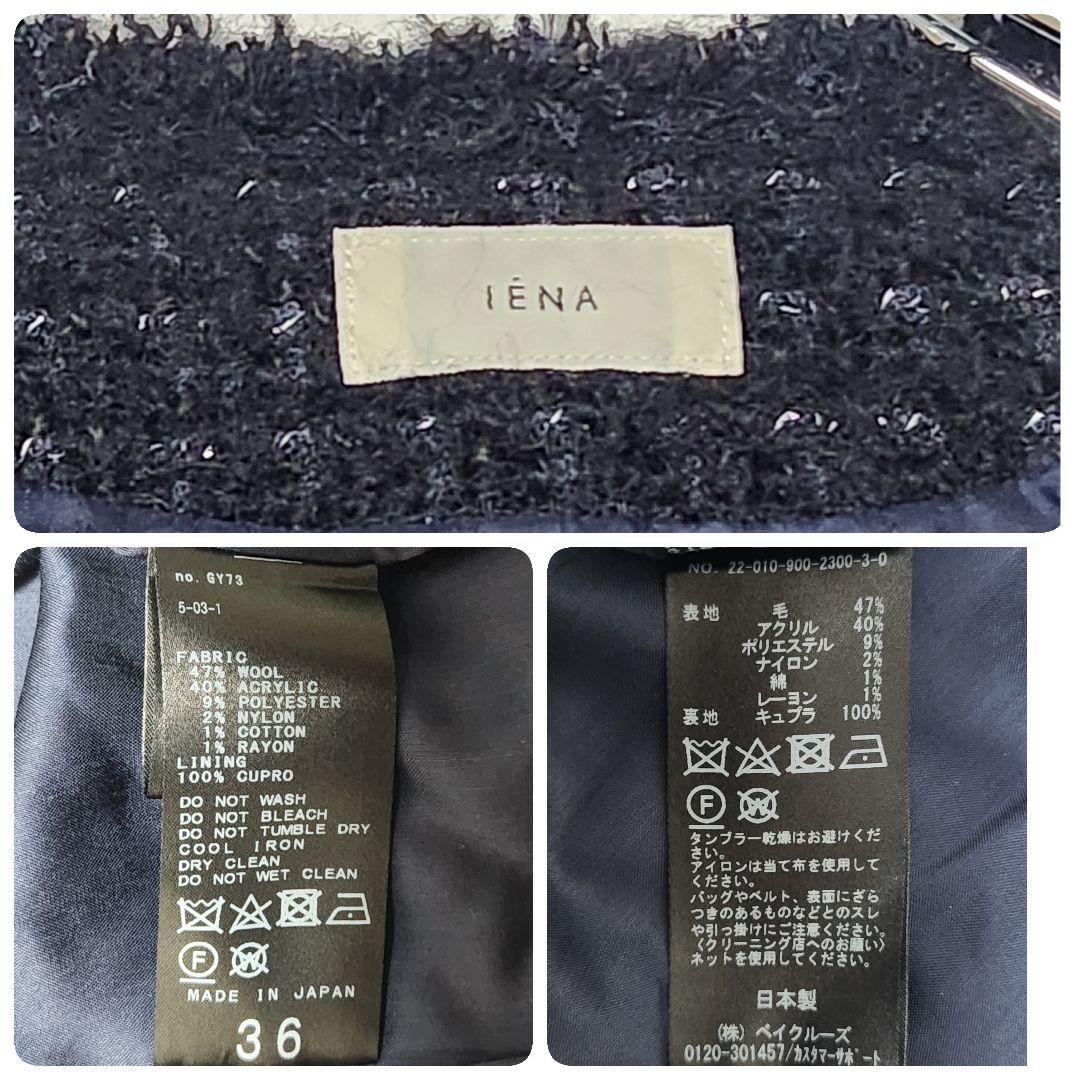 IĒNA
no. GY73
5-03-1
FABRIC
47% WOOL
40% ACRYLIC
9% POLYESTER
2% NYLON
1% COTTON
1% RAYON
LINING
100% CUPRO
DO NOT WASH
DO NOT BLEACH
DO NOT TUMBLE DRY
COOL IRON
DRY CLEAN
DO NOT WET CLEAN
F W
MADE IN JAPAN
36
NO. 22-010-900-2300-3-0
表地 毛 47%
アクリル 40%
ポリエステル 9%
ナイロン 2%
綿 1%
レーヨン 1%
裏地 キュプラ 100%
F W
タンブラー乾燥はお避けくだ
さい。
アイロンは当て布を使用して
ください。
バッグやベルト、表面にざら
つきのあるものなどとのスレ
や引っ掛けにご注意ください。
〈クリーニング店へのお願い〉
ネットを使用してください。
日本製
(株) ベイクルーズ
0120-301457/カスタマーサポート